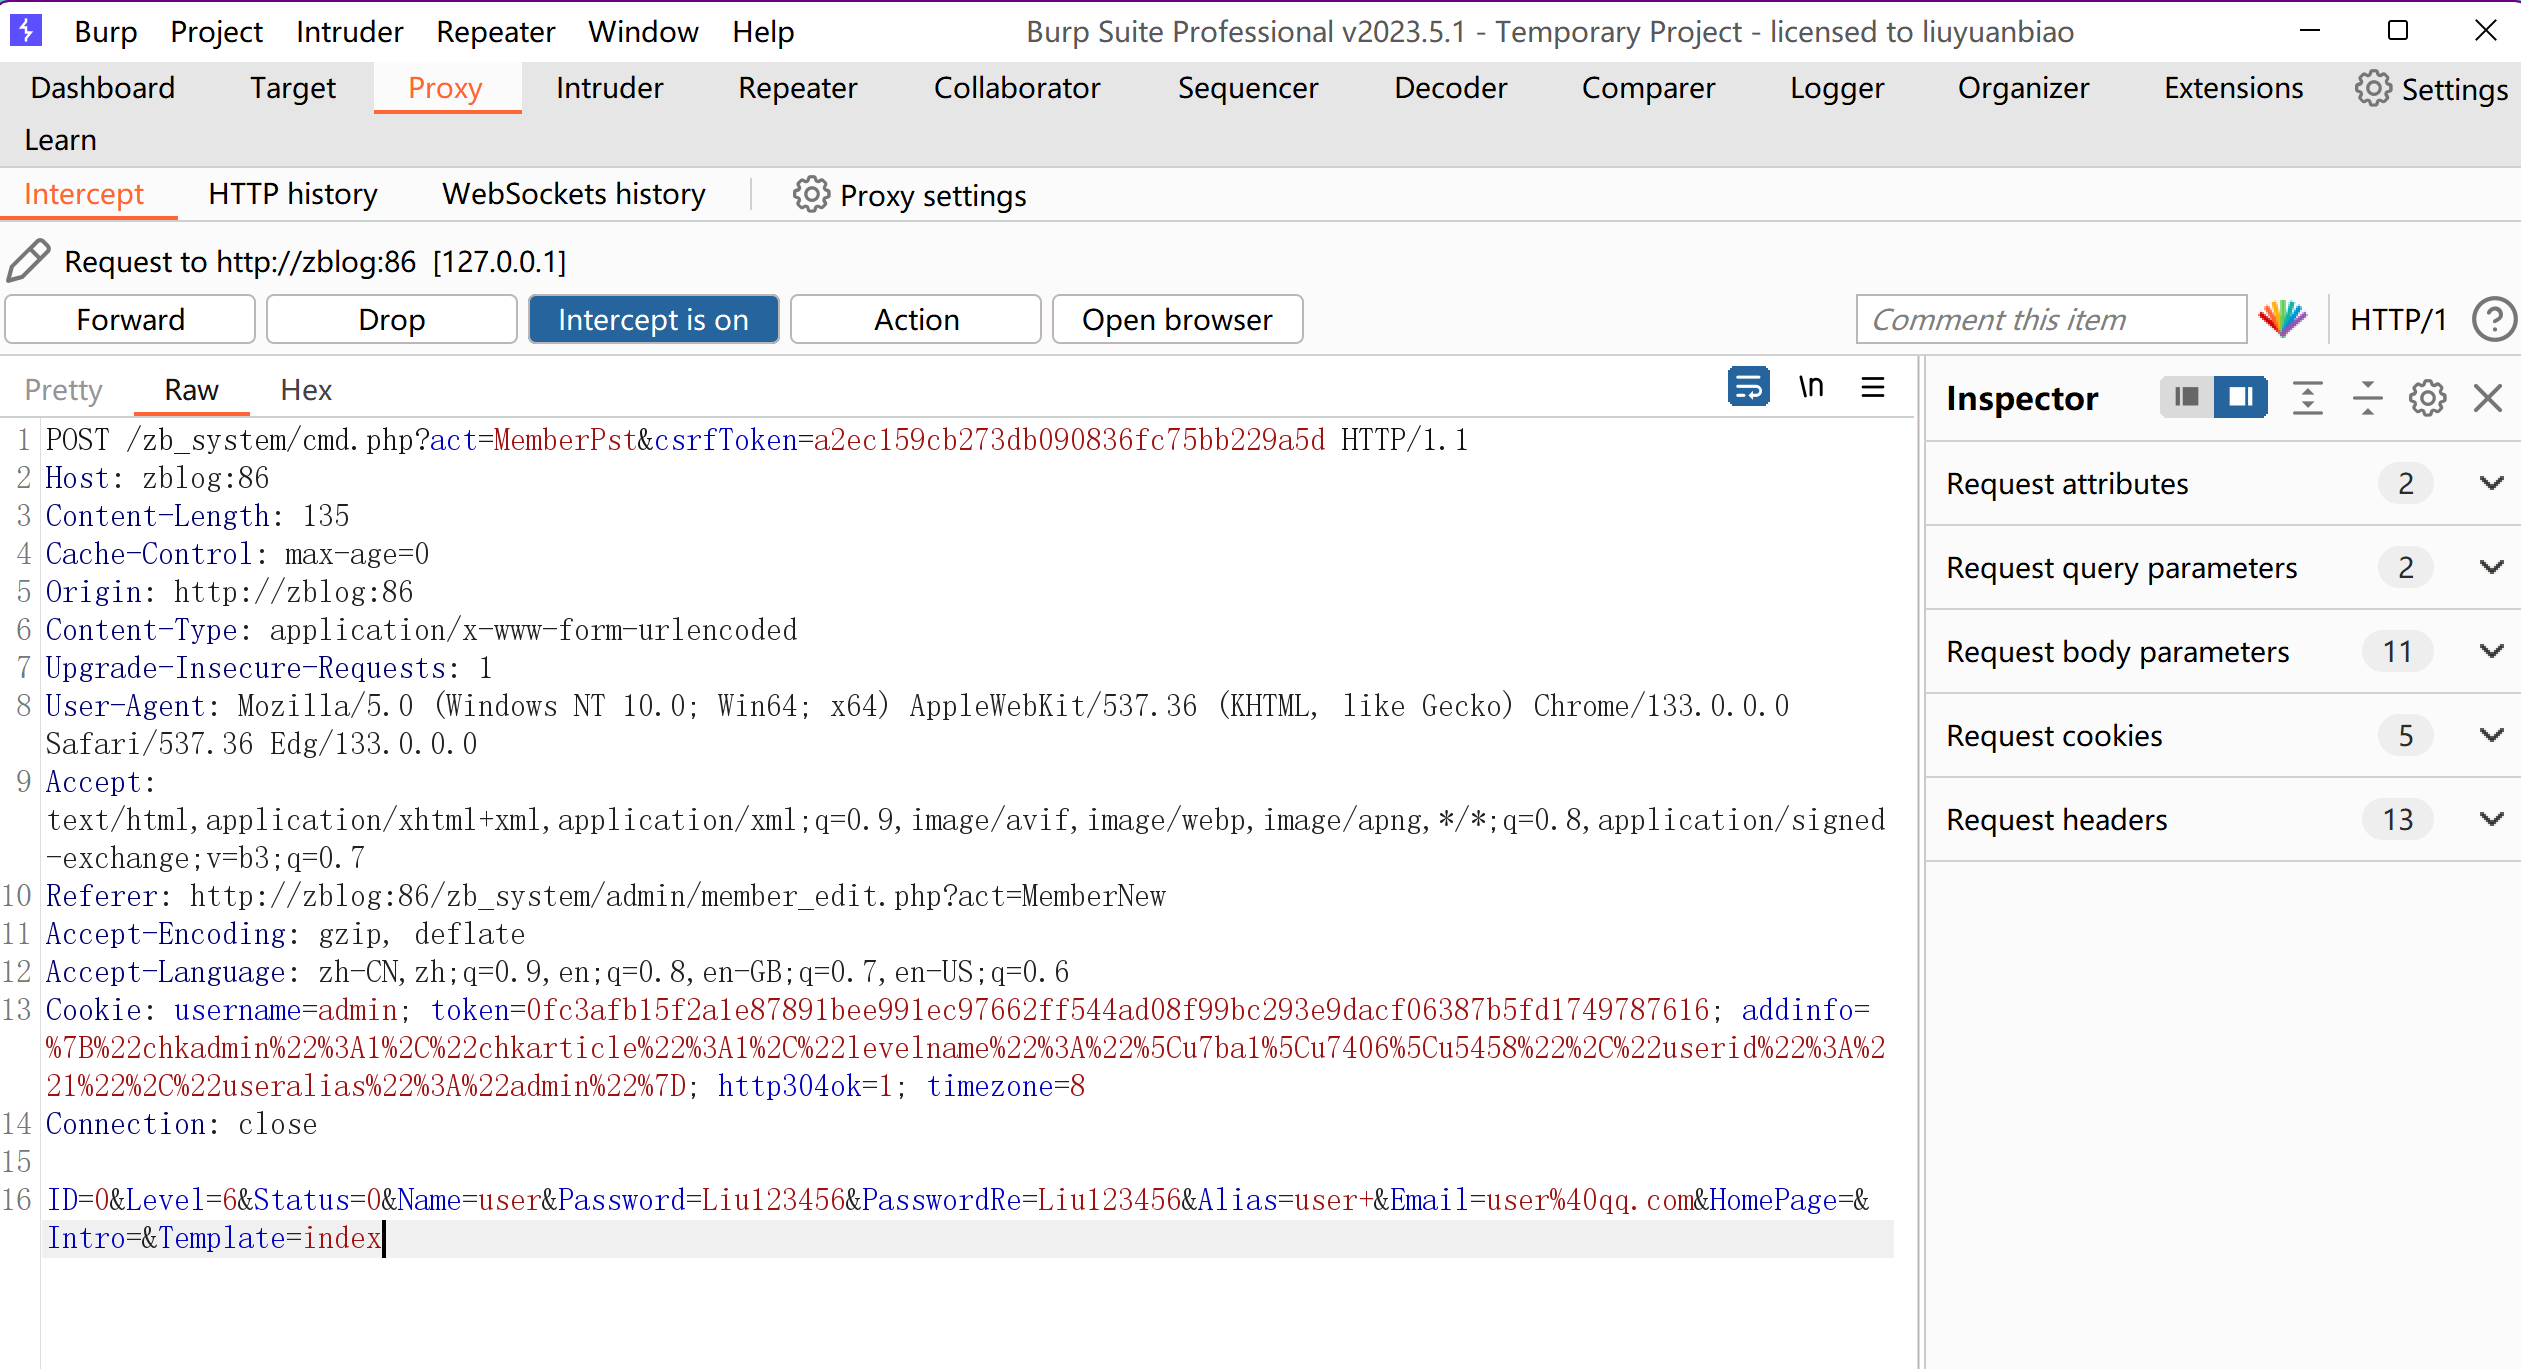 Burp Project Intruder Repeater Window Help Burp Suite Professional v2023.5.1 - Temporary Project - licensed to liuyuanbiao
Dashboard Target Proxy Intruder Repeater Collaborator Sequencer Decoder Comparer Logger Organizer Extensions Settings
Learn
Intercept HTTP history WebSockets history Proxy settings
Request to http://zblog:86 [127.0.0.1]
Forward Drop Intercept is on Action Open browser Comment this item HTTP/1 ?
Pretty Raw Hex \n
1 POST /zb_system/cmd.php?act=MemberPst&csrfToken=a2ec159cb273db090836fc75bb229a5d HTTP/1.1
2 Host: zblog:86
3 Content-Length: 135
4 Cache-Control: max-age=0
5 Origin: http://zblog:86
6 Content-Type: application/x-www-form-urlencoded
7 Upgrade-Insecure-Requests: 1
8 User-Agent: Mozilla/5.0 (Windows NT 10.0; Win64; x64) AppleWebKit/537.36 (KHTML, like Gecko) Chrome/133.0.0.0
Safari/537.36 Edg/133.0.0.0
9 Accept:
text/html,application/xhtml+xml,application/xml;q=0.9,image/avif,image/webp,image/apng,*/*;q=0.8,application/signed
-exchange;v=b3;q=0.7
10 Referer: http://zblog:86/zb_system/admin/member_edit.php?act=MemberNew
11 Accept-Encoding: gzip, deflate
12 Accept-Language: zh-CN,zh;q=0.9,en;q=0.8,en-GB;q=0.7,en-US;q=0.6
13 Cookie: username=admin; token=0fc3afb15f2a1e87891bee991ec97662ff544ad08f99bc293e9dacf06387b5fd1749787616; addinfo=
%7B%22chkadmin%22%3A1%2C%22chkarticle%22%3A1%2C%22levelname%22%3A%22%5Cu7ba1%5Cu7406%5Cu5458%22%2C%22userid%22%3A%2
21%22%2C%22useralias%22%3A%22admin%22%7D; http304ok=1; timezone=8
14 Connection: close
15
16 ID=0&Level=6&Status=0&Name=user&Password=Liu123456&PasswordRe=Liu123456&Alias=user+&Email=user%40qq.com&HomePage=&
Intro=&Template=index
Inspector
Request attributes 2
Request query parameters 2
Request body parameters 11
Request cookies 5
Request headers 13